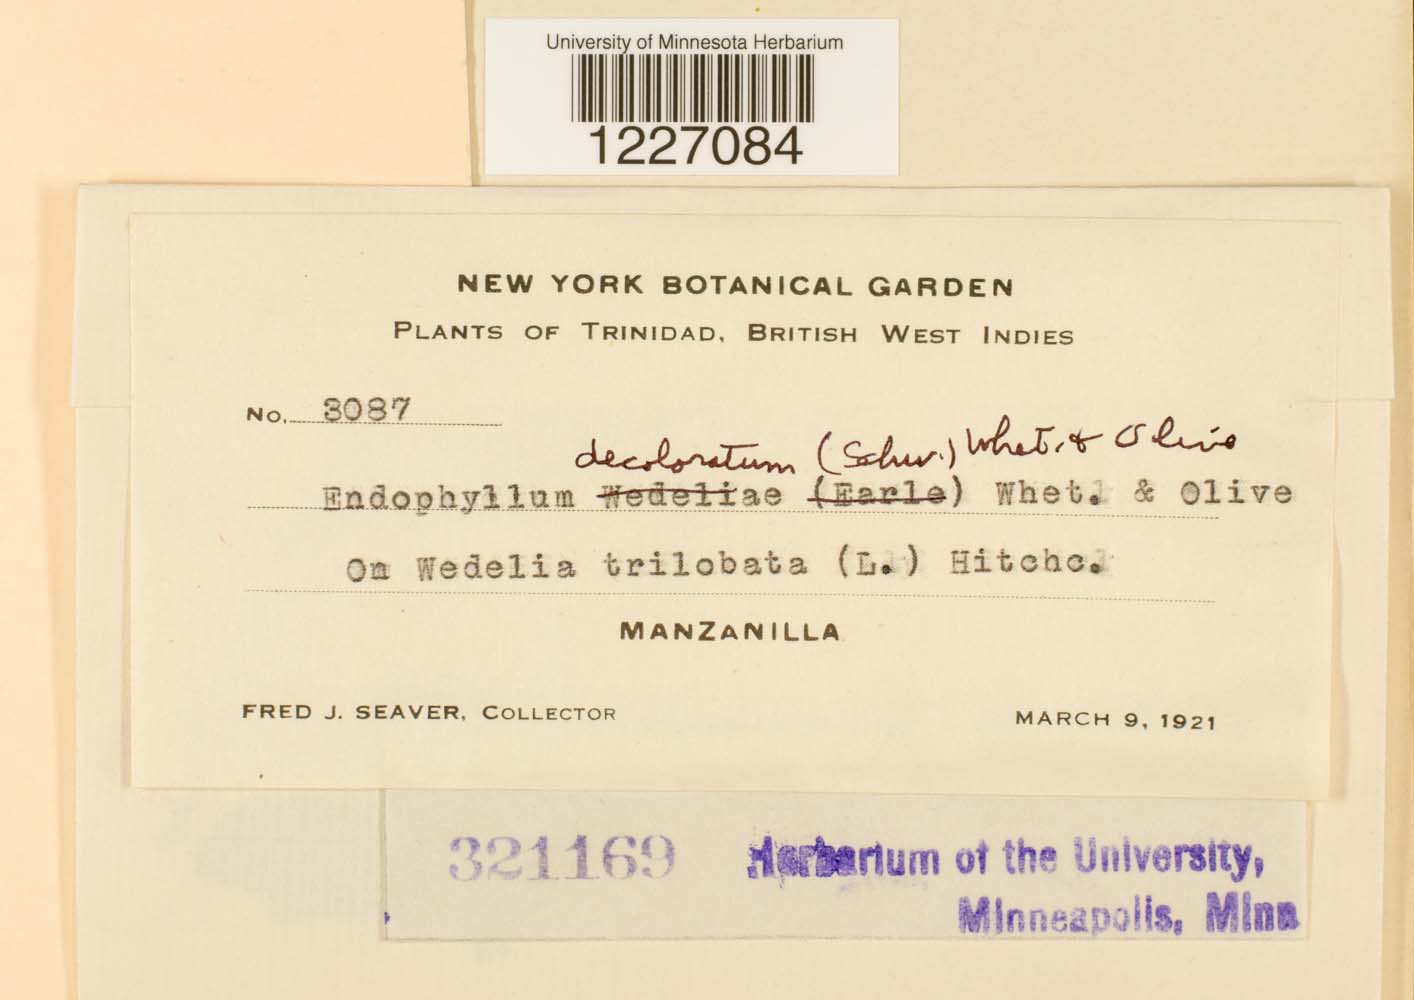 University of Minnesota Herbarium
1227084
NEW YORK BOTANICAL GARDEN
PLANTS OF TRINIDAD, BRITISH WEST INDIES
No. 3087
decoloratum (Schw.) Whet. & Olive
Endophyllum Wedeliae (Earle) Whet. & Olive
On Wedelia trilobata (L.) Hitchc.
MANZANILLA
FRED J. SEAVER, COLLECTOR
MARCH 9, 1921
321169
Herbarium of the University,
Minneapolis, Minn